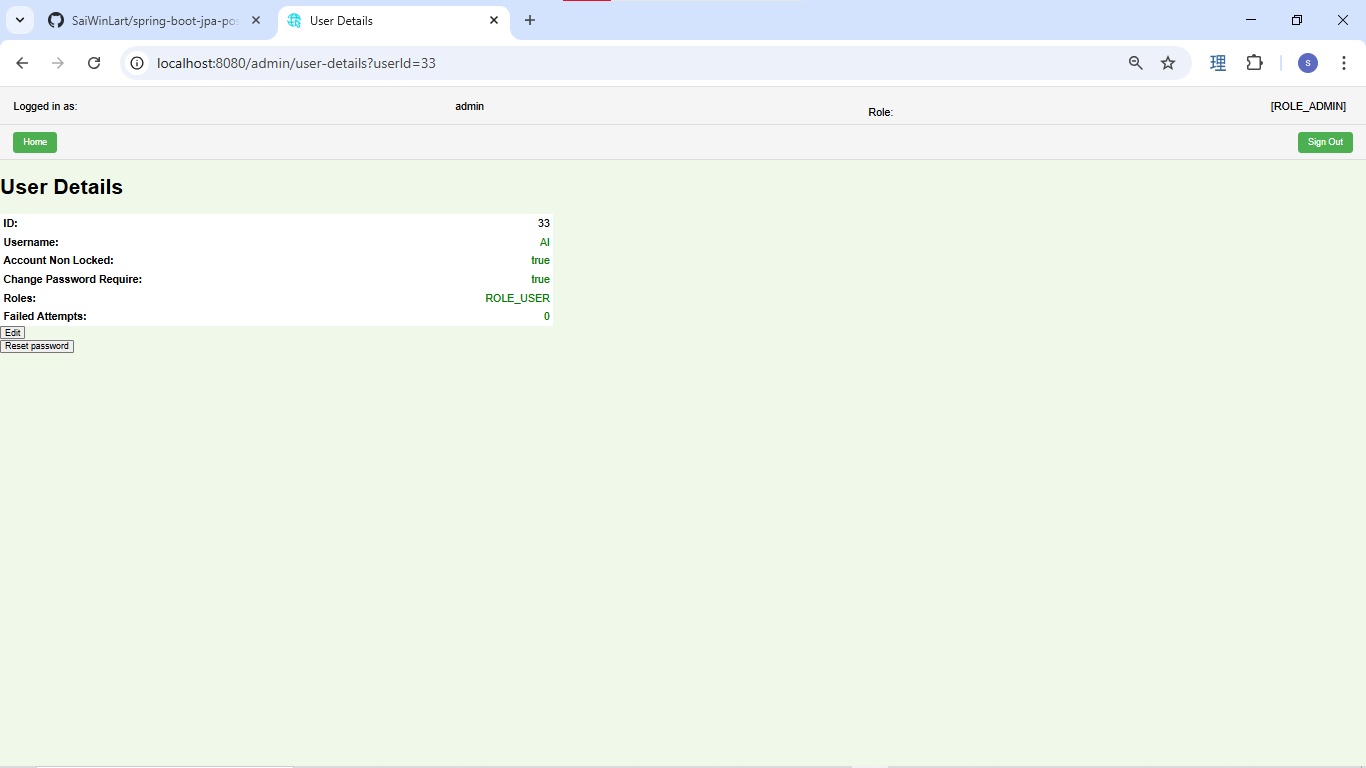 SaiWinLart/spring-boot-jpa-pos
User Details
localhost:8080/admin/user-details?userId=33
理
s
Logged in as: admin Role: [ROLE_ADMIN]
Home Sign Out
User Details
ID: 33
Username: AI
Account Non Locked: true
Change Password Require: true
Roles: ROLE_USER
Failed Attempts: 0
Edit
Reset password